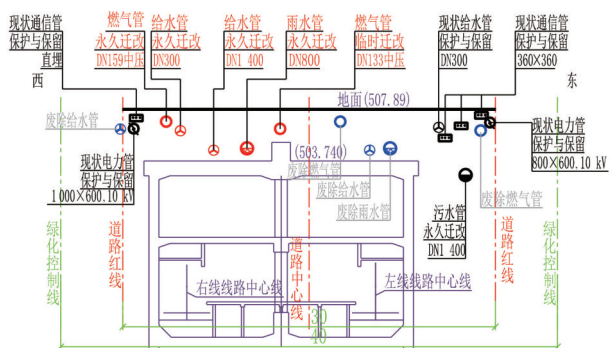 现状通信管
保护与保留
直埋
燃气管
永久迁改
DN159中压
给水管
永久迁改
DN300
给水管
永久迁改
DN1 400
雨水管
永久迁改
DN800
燃气管
临时迁改
DN133中压
现状给水管
保护与保留
DN300
现状通信管
保护与保留
360×360
西
东
地面(507.89)
废除给水管
现状电力管
保护与保留
1 000×600.10 kV
(503.740)
废除燃气管
废除给水管
废除雨水管
现状电力管
保护与保留
800×600.10 kV
废除燃气管
污水管
永久迁改
DN1 400
绿化控制线
道路红线
道路中心线
道路红线
绿化控制线
右线线路中心线
左线线路中心线
30
40